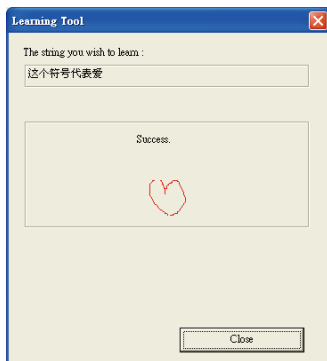 Learning Tool
The string you wish to learn :
这个符号代表爱
Success.
Close